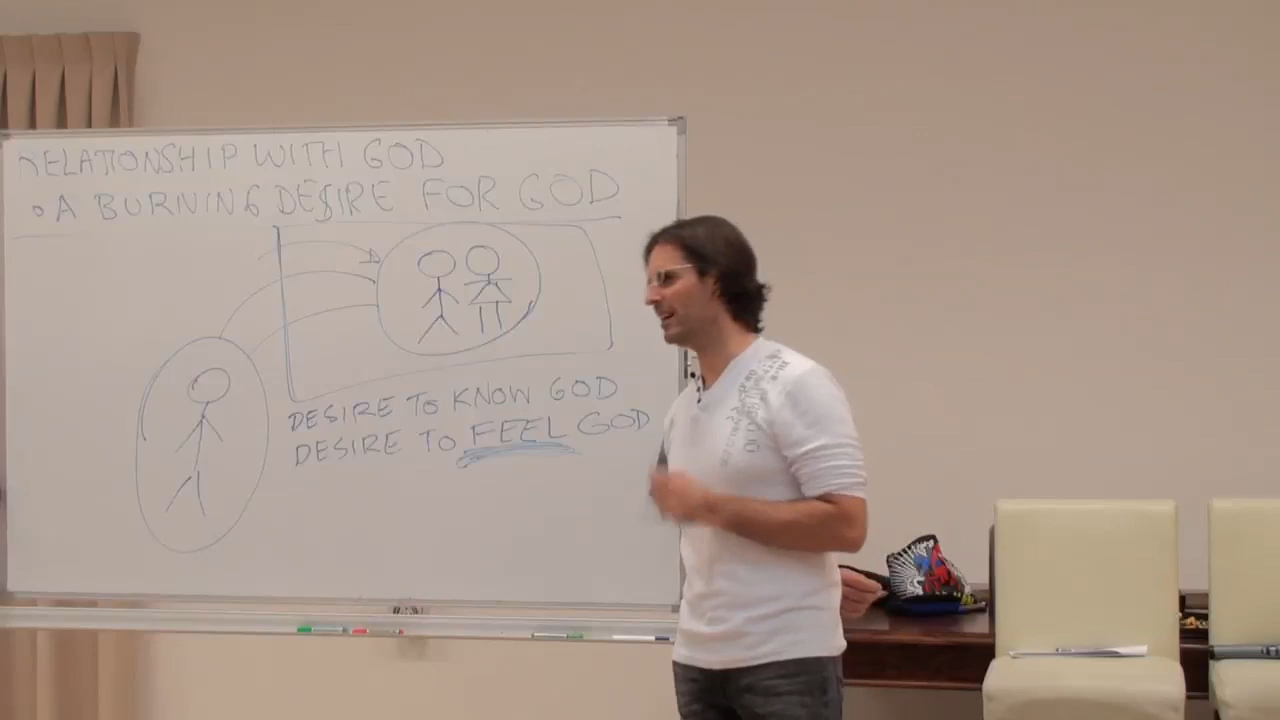 RELATIONSHIP WITH GOD
• A BURNING DESIRE FOR GOD
DESIRE TO KNOW GOD
DESIRE TO FEEL GOD